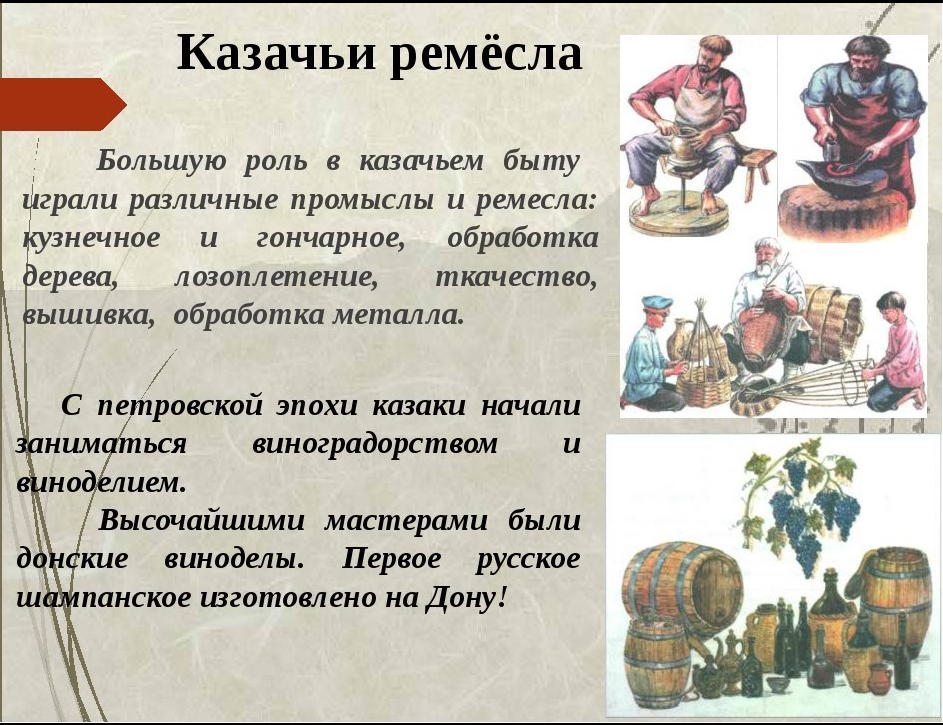 Казачьи ремёсла
Большую роль в казачьем быту
играли различные промыслы и ремесла:
кузнечное и гончарное, обработка
дерева, лозоплетение, ткачество,
вышивка, обработка металла.
С петровской эпохи казаки начали
заниматься виноградорством и
виноделием.
Высочайшими мастерами были
донские виноделы. Первое русское
шампанское изготовлено на Дону!